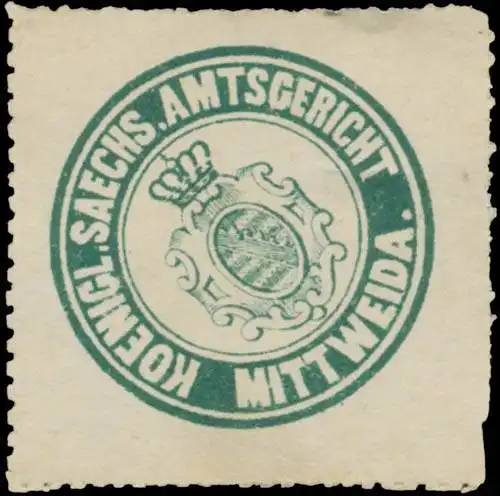 KOENIGL. SAECHS. AMTSGERICHT
MITTWEIDA.